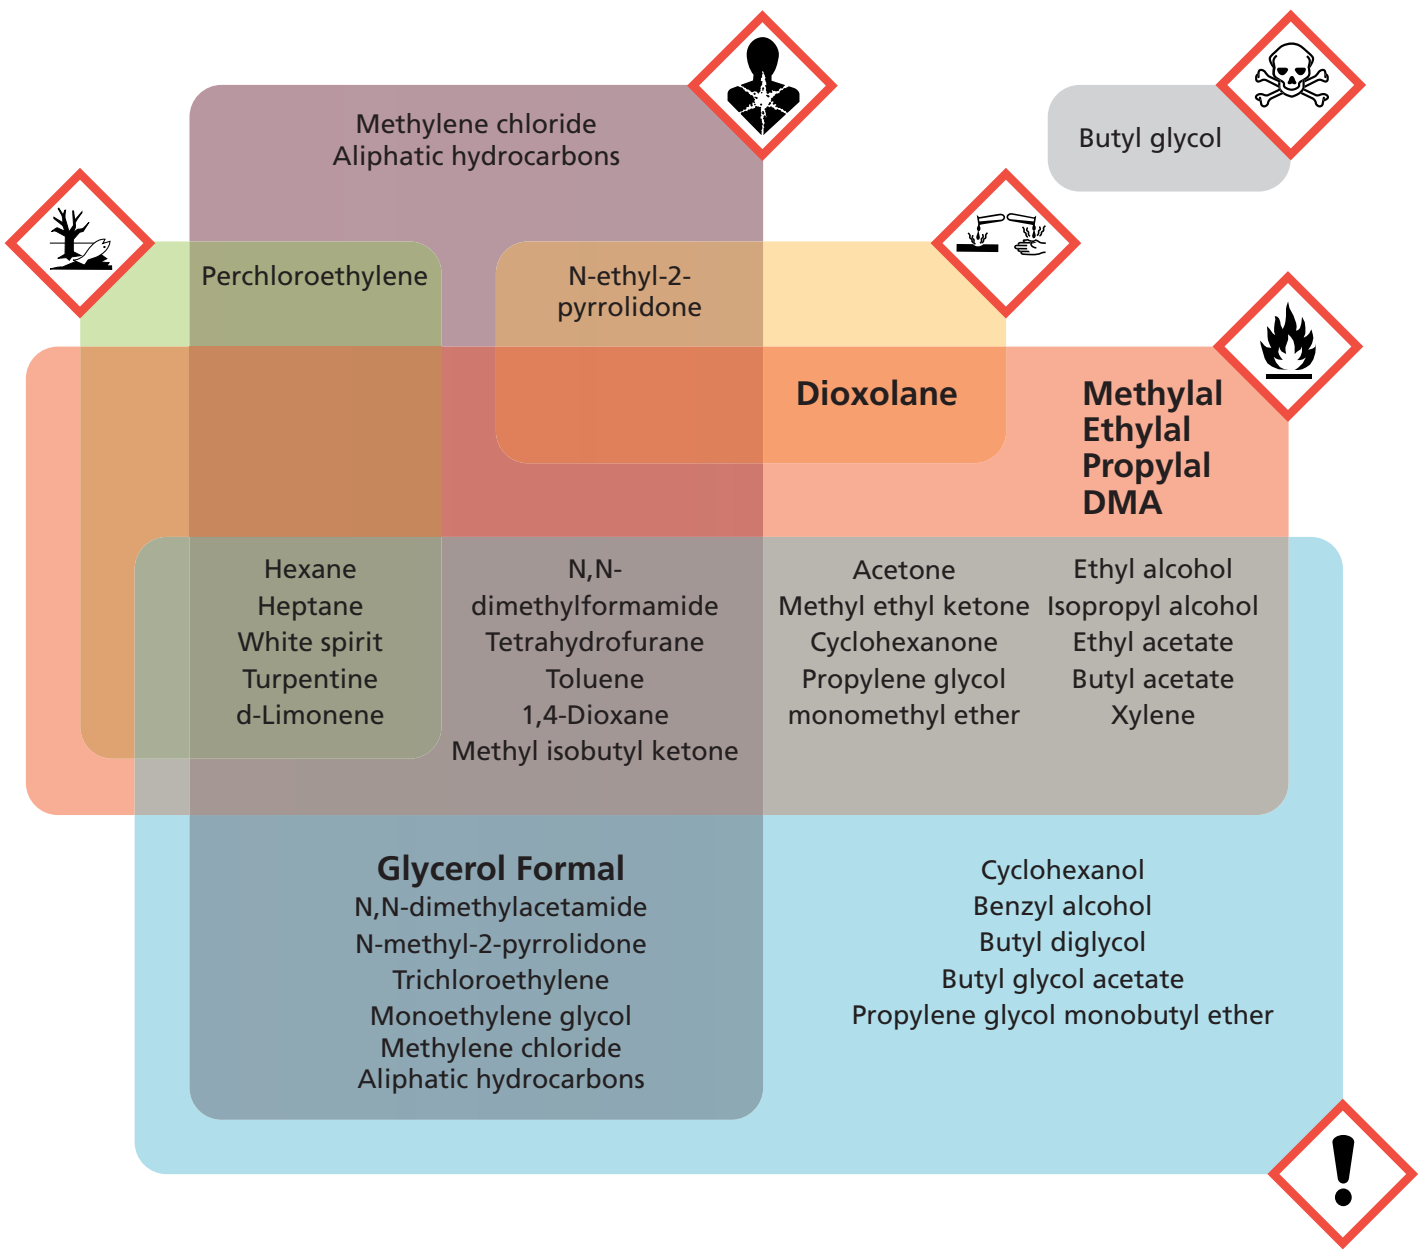 Methylene chloride
Aliphatic hydrocarbons
Butyl glycol
Perchloroethylene
N-ethyl-2-
pyrrolidone
Dioxolane
Methylal
Ethylal
Propylal
DMA
Hexane
Heptane
White spirit
Turpentine
d-Limonene
N,N-
dimethylformamide
Tetrahydrofurane
Toluene
1,4-Dioxane
Methyl isobutyl ketone
Acetone
Methyl ethyl ketone
Cyclohexanone
Propylene glycol
monomethyl ether
Ethyl alcohol
Isopropyl alcohol
Ethyl acetate
Butyl acetate
Xylene
Glycerol Formal
N,N-dimethylacetamide
N-methyl-2-pyrrolidone
Trichloroethylene
Monoethylene glycol
Methylene chloride
Aliphatic hydrocarbons
Cyclohexanol
Benzyl alcohol
Butyl diglycol
Butyl glycol acetate
Propylene glycol monobutyl ether
!